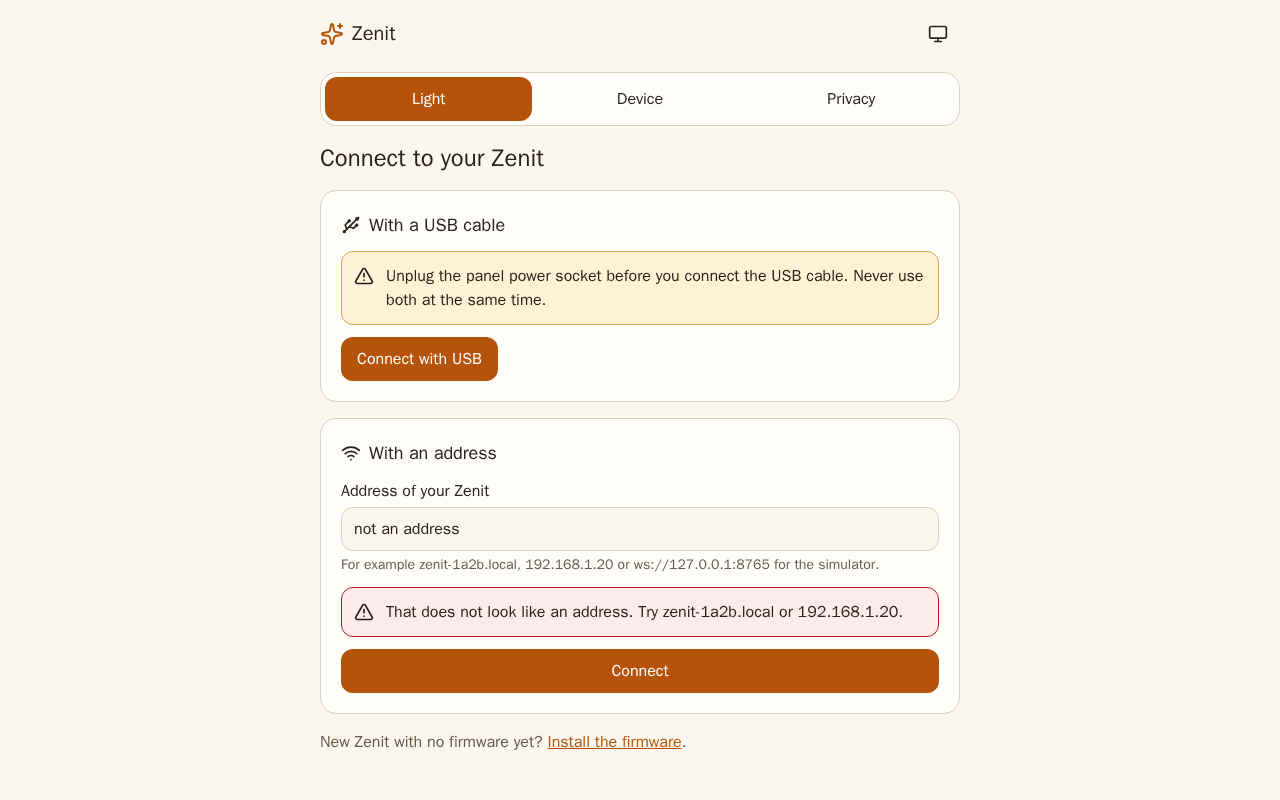 Zenit
Light
Device
Privacy
Connect to your Zenit
With a USB cable
Unplug the panel power socket before you connect the USB cable. Never use
both at the same time.
Connect with USB
With an address
Address of your Zenit
not an address
For example zenit-1a2b.local, 192.168.1.20 or ws://127.0.0.1:8765 for the simulator.
That does not look like an address. Try zenit-1a2b.local or 192.168.1.20.
Connect
New Zenit with no firmware yet? Install the firmware.